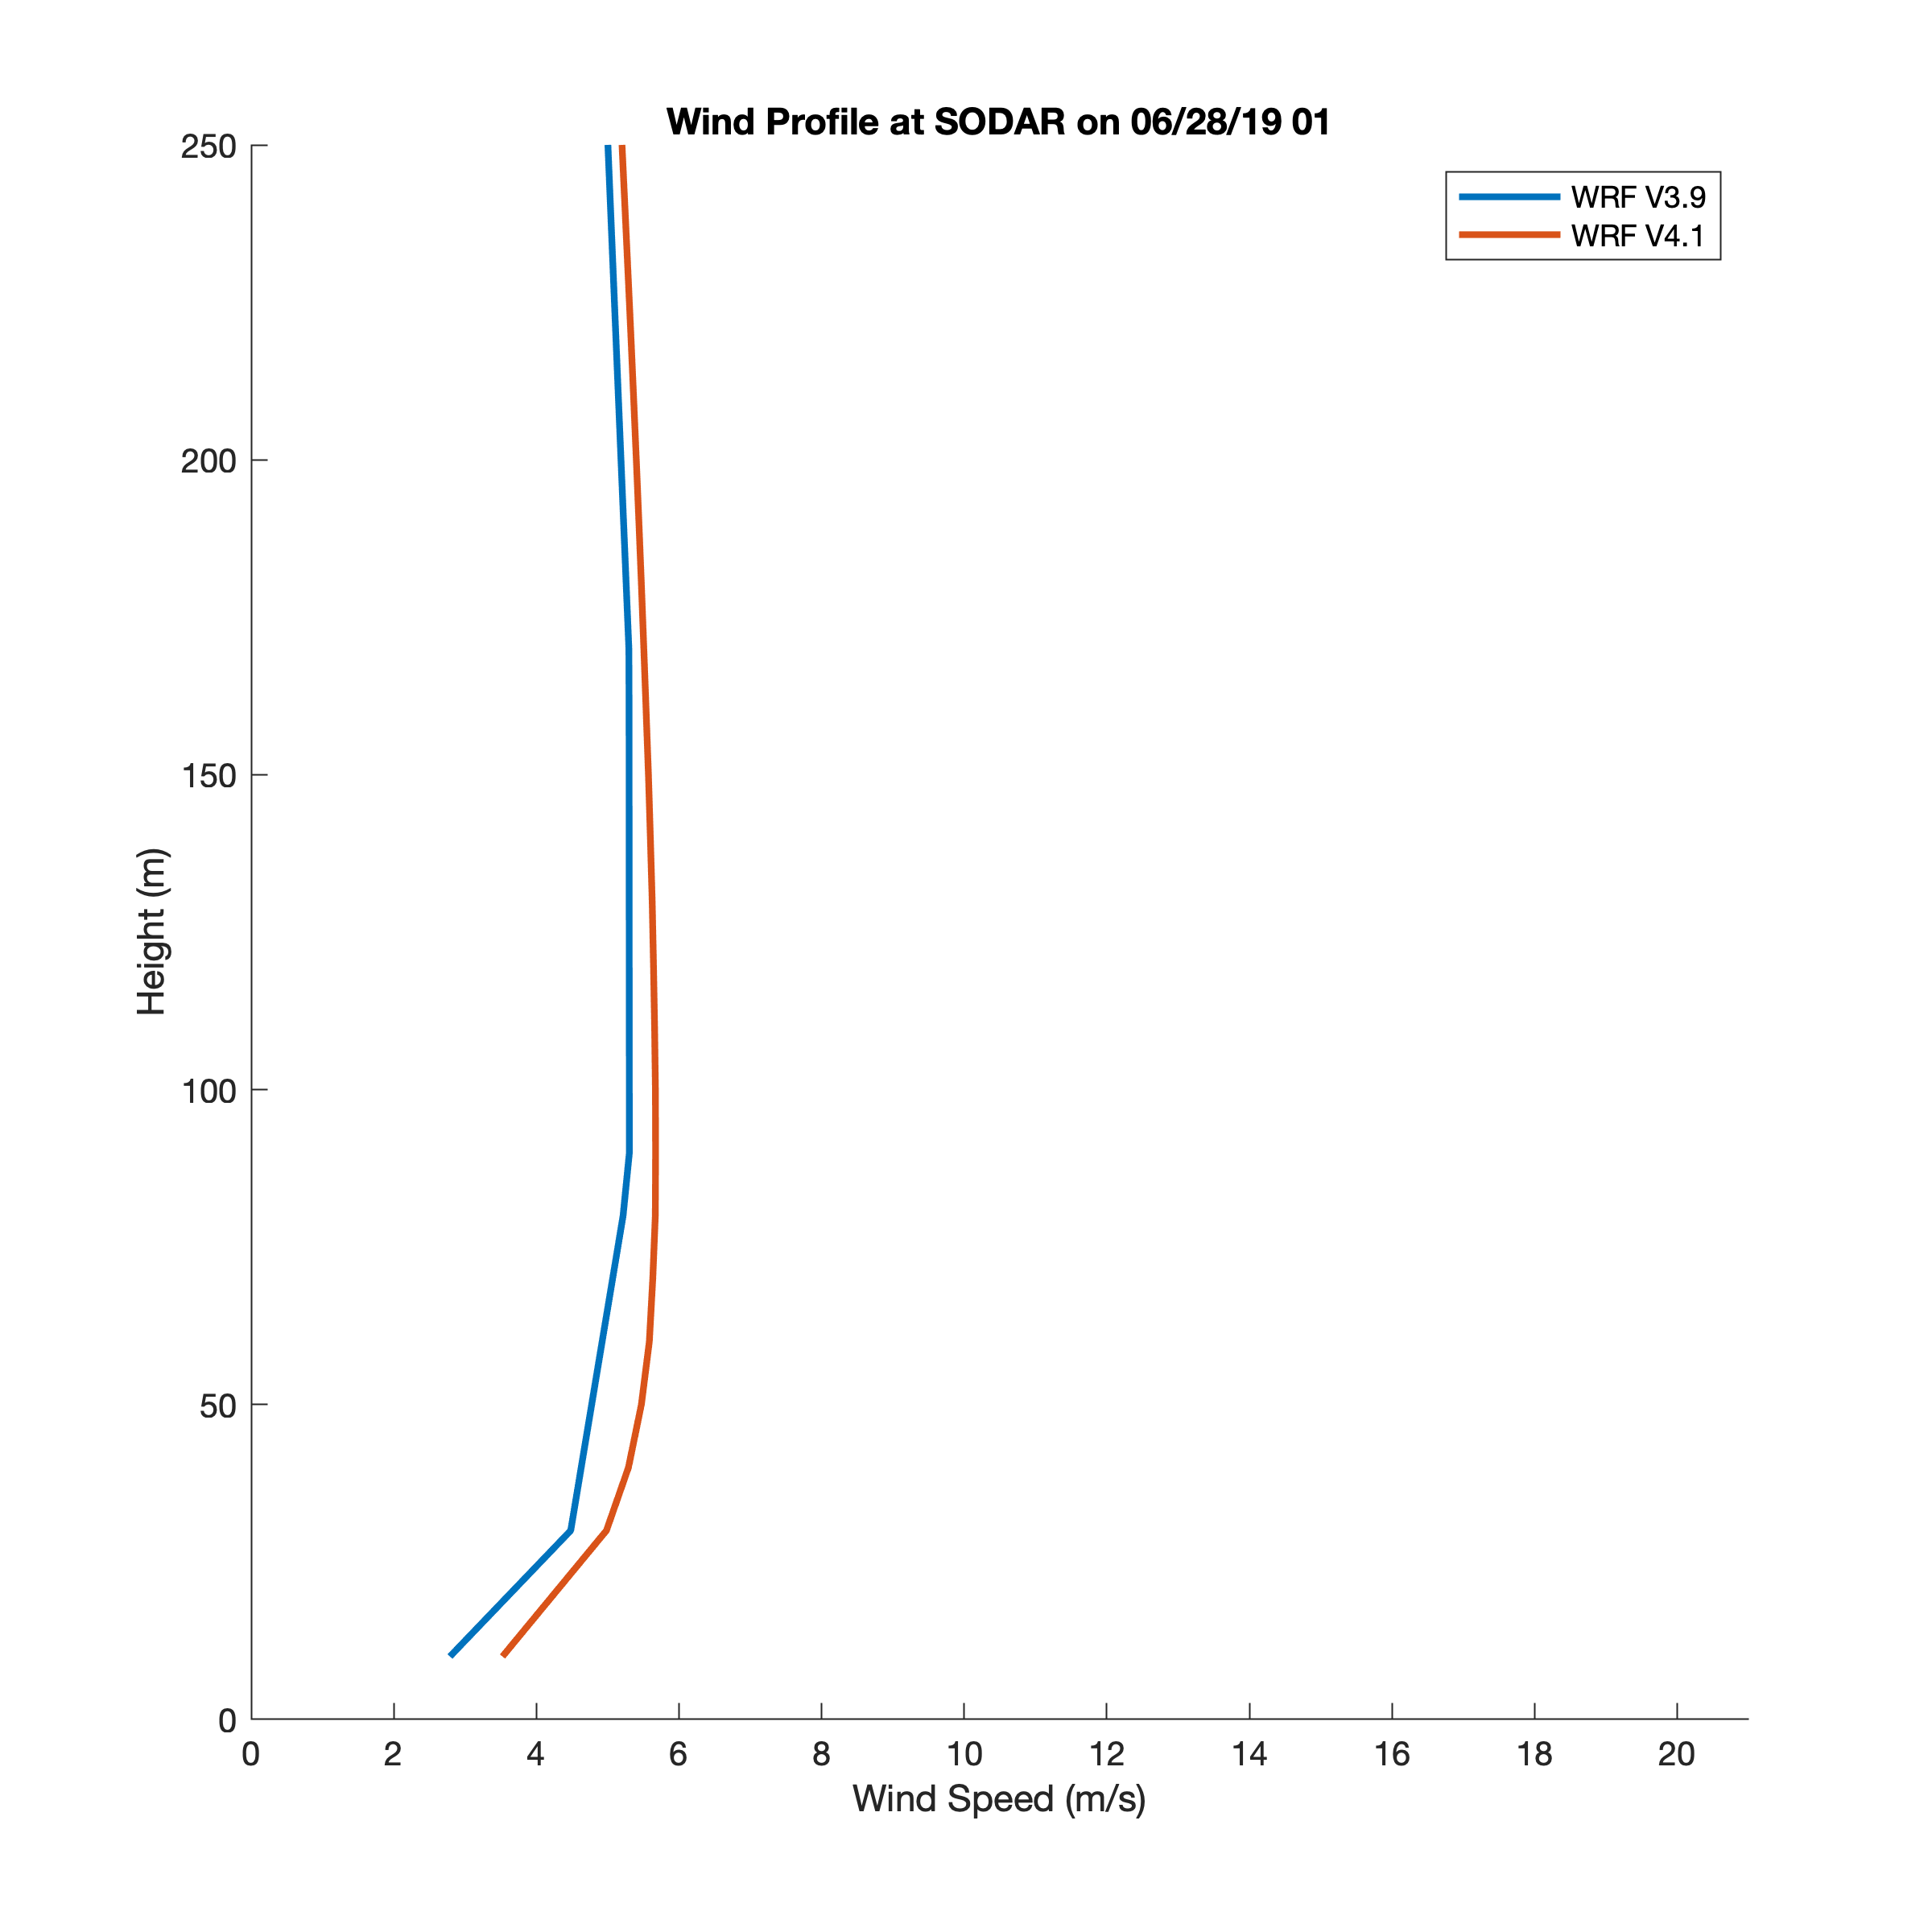 Wind Profile at SODAR on 06/28/19 01
WRF V3.9
WRF V4.1
250
200
150
100
50
0
Height (m)
0 2 4 6 8 10 12 14 16 18 20
Wind Speed (m/s)